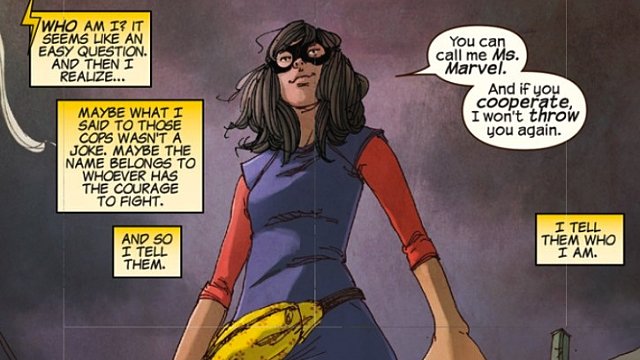 WHO AM I? IT
SEEMS LIKE AN
EASY QUESTION.
AND THEN I
REALIZE...
MAYBE WHAT I
SAID TO THOSE
COPS WASN'T A
JOKE. MAYBE THE
NAME BELONGS TO
WHOEVER HAS
THE COURAGE
TO FIGHT.
AND SO
I TELL
THEM.
You can
call me Ms.
Marvel.
And if you
cooperate,
I won't throw
you again.
I TELL
THEM WHO
I AM.